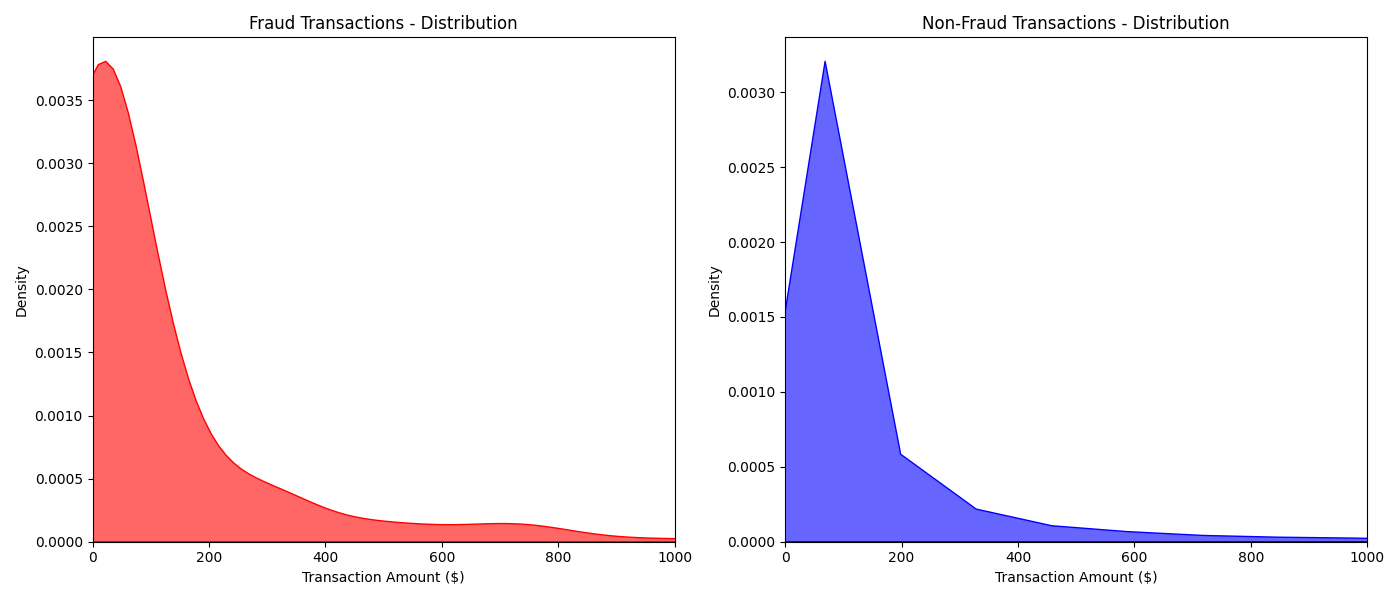 Fraud Transactions - Distribution
Density
0.0035
0.0030
0.0025
0.0020
0.0015
0.0010
0.0005
0.0000
0 200 400 600 800 1000
Transaction Amount ($)
Non-Fraud Transactions - Distribution
Density
0.0030
0.0025
0.0020
0.0015
0.0010
0.0005
0.0000
0 200 400 600 800 1000
Transaction Amount ($)